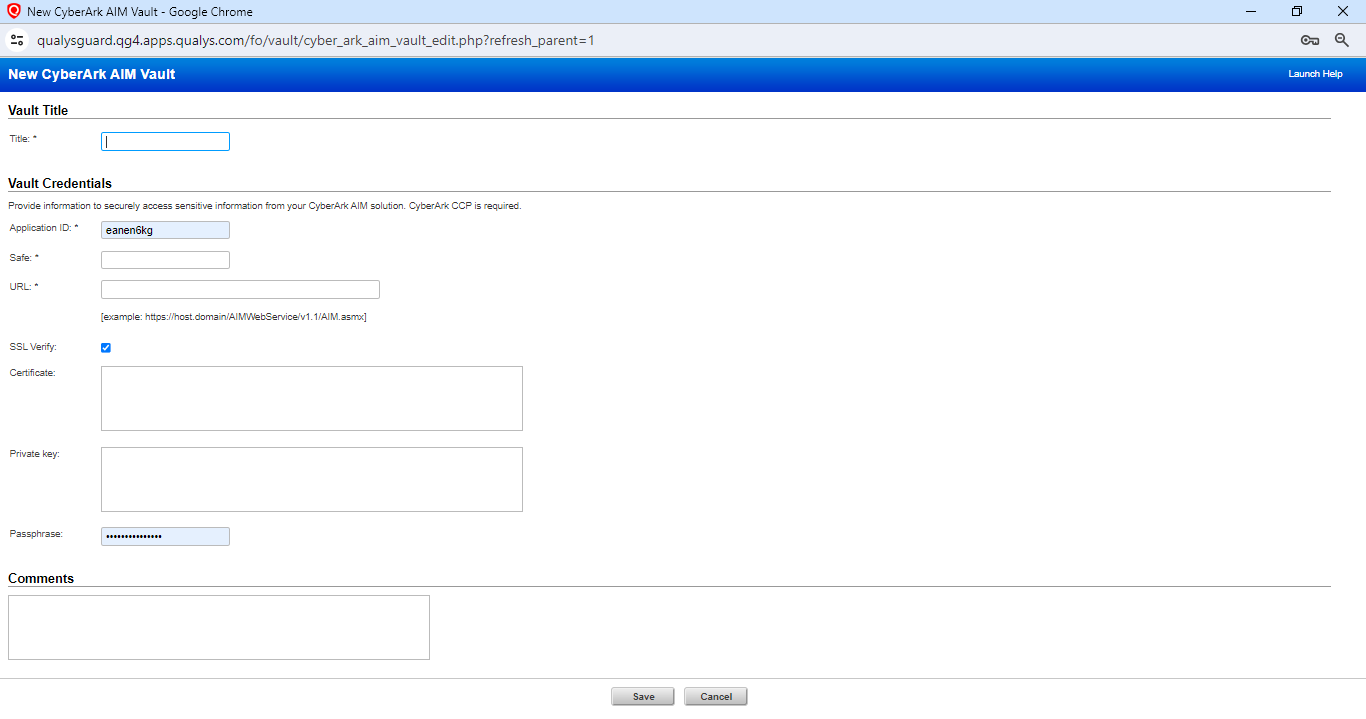 New CyberArk AIM Vault - Google Chrome
qualysguard.qg4.apps.qualys.com/fo/vault/cyber_ark_aim_vault_edit.php?refresh_parent=1
New CyberArk AIM Vault Launch Help
Vault Title
Title: *
Vault Credentials
Provide information to securely access sensitive information from your CyberArk AIM solution. CyberArk CCP is required.
Application ID: * eanen6kg
Safe: *
URL: *
[example: https://host.domain/AIMWebService/v1.1/AIM.asmx]
SSL Verify:
Certificate:
Private key:
Passphrase: •••••••••••••••
Comments
Save Cancel